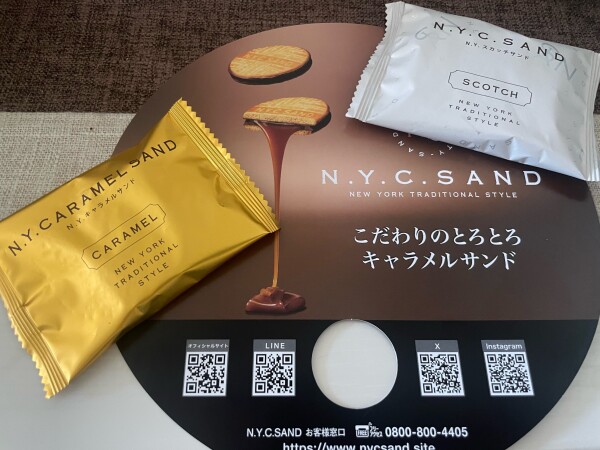 N.Y.C.SAND
N.Y.スカッチサンド
SCOTCH
NEW YORK
TRADITIONAL
STYLE
N.Y.CARAMEL SAND
N.Y.キャラメルサンド
CARAMEL
NEW YORK
TRADITIONAL
STYLE
N.Y.C.SAND
NEW YORK TRADITIONAL STYLE
こだわりのとろとろ
キャラメルサンド
オフィシャルサイト
LINE
X
Instagram
N.Y.C.SAND お客様窓口 0800-800-4405
https://www.nycsand.site